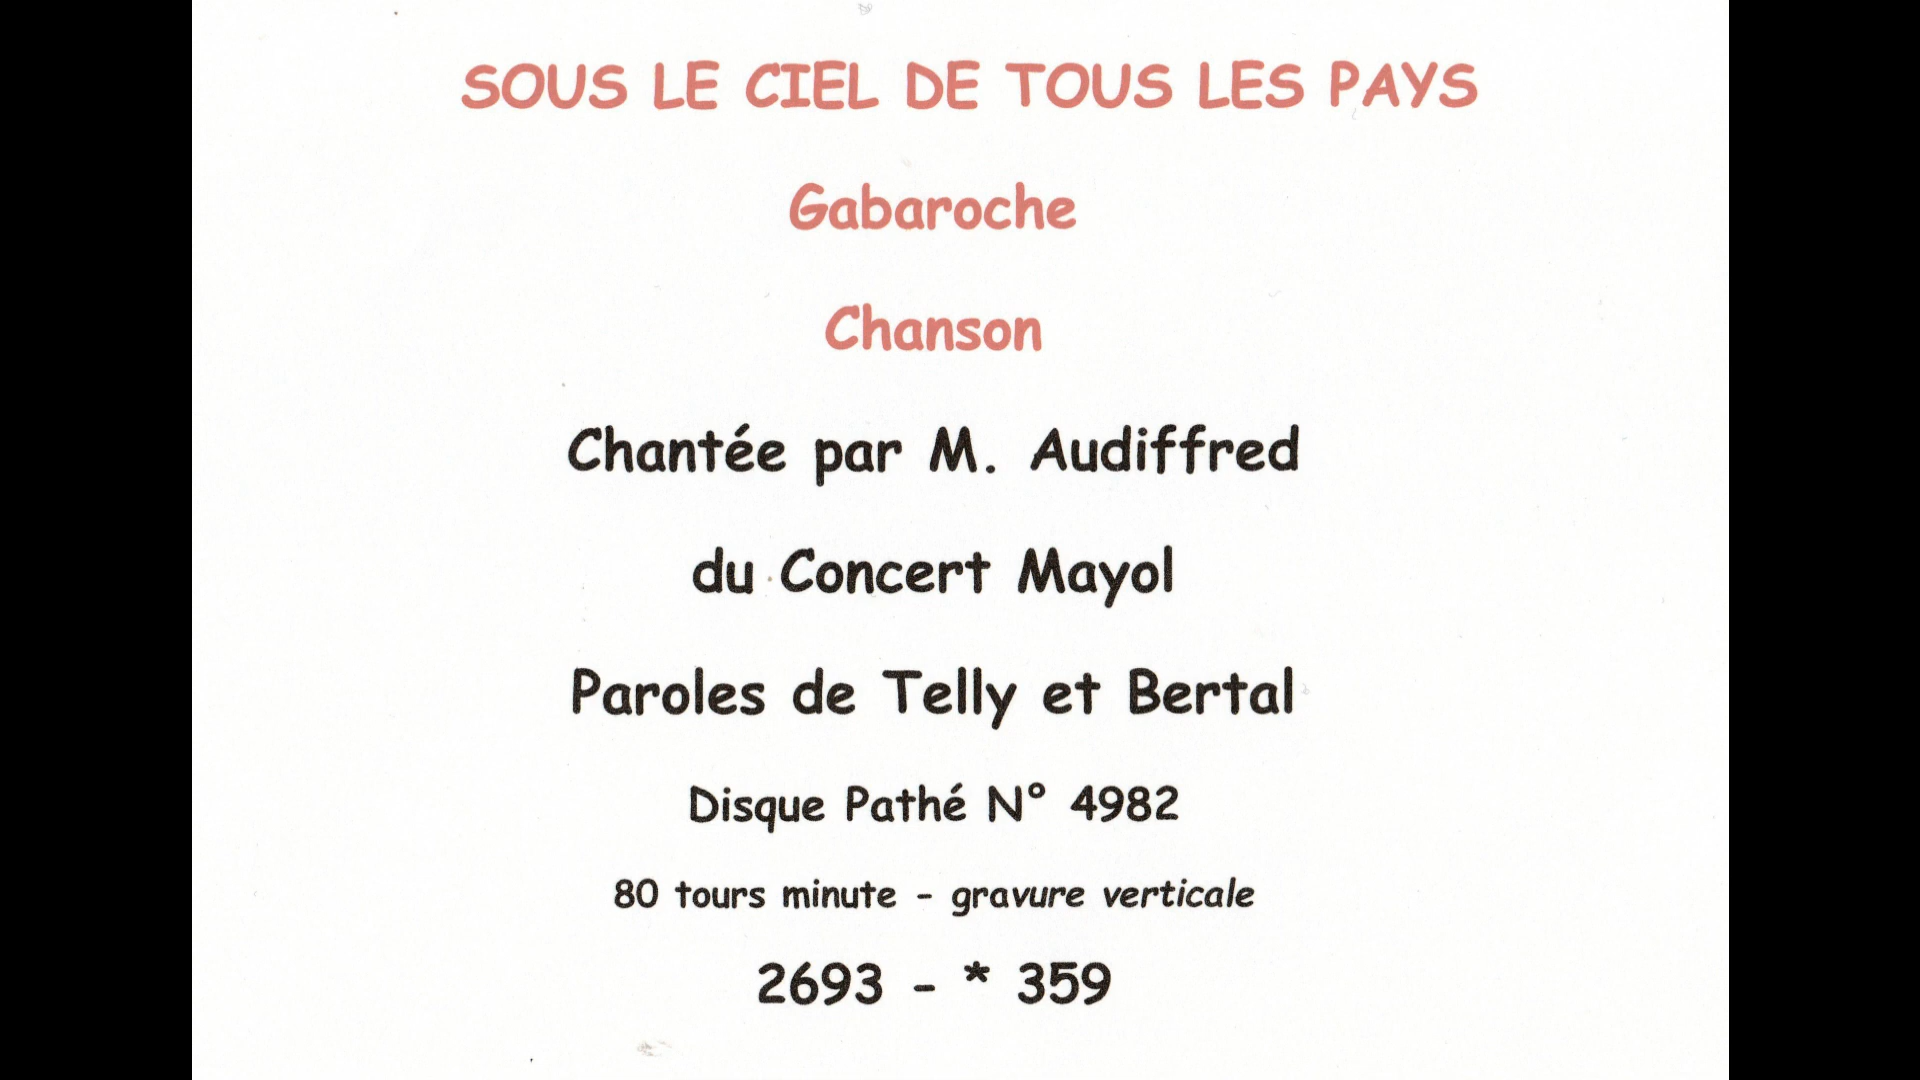 SOUS LE CIEL DE TOUS LES PAYS
Gabaroche
Chanson
Chantée par M. Audiffred
du Concert Mayol
Paroles de Telly et Bertal
Disque Pathé N° 4982
80 tours minute - gravure verticale
2693 - * 359